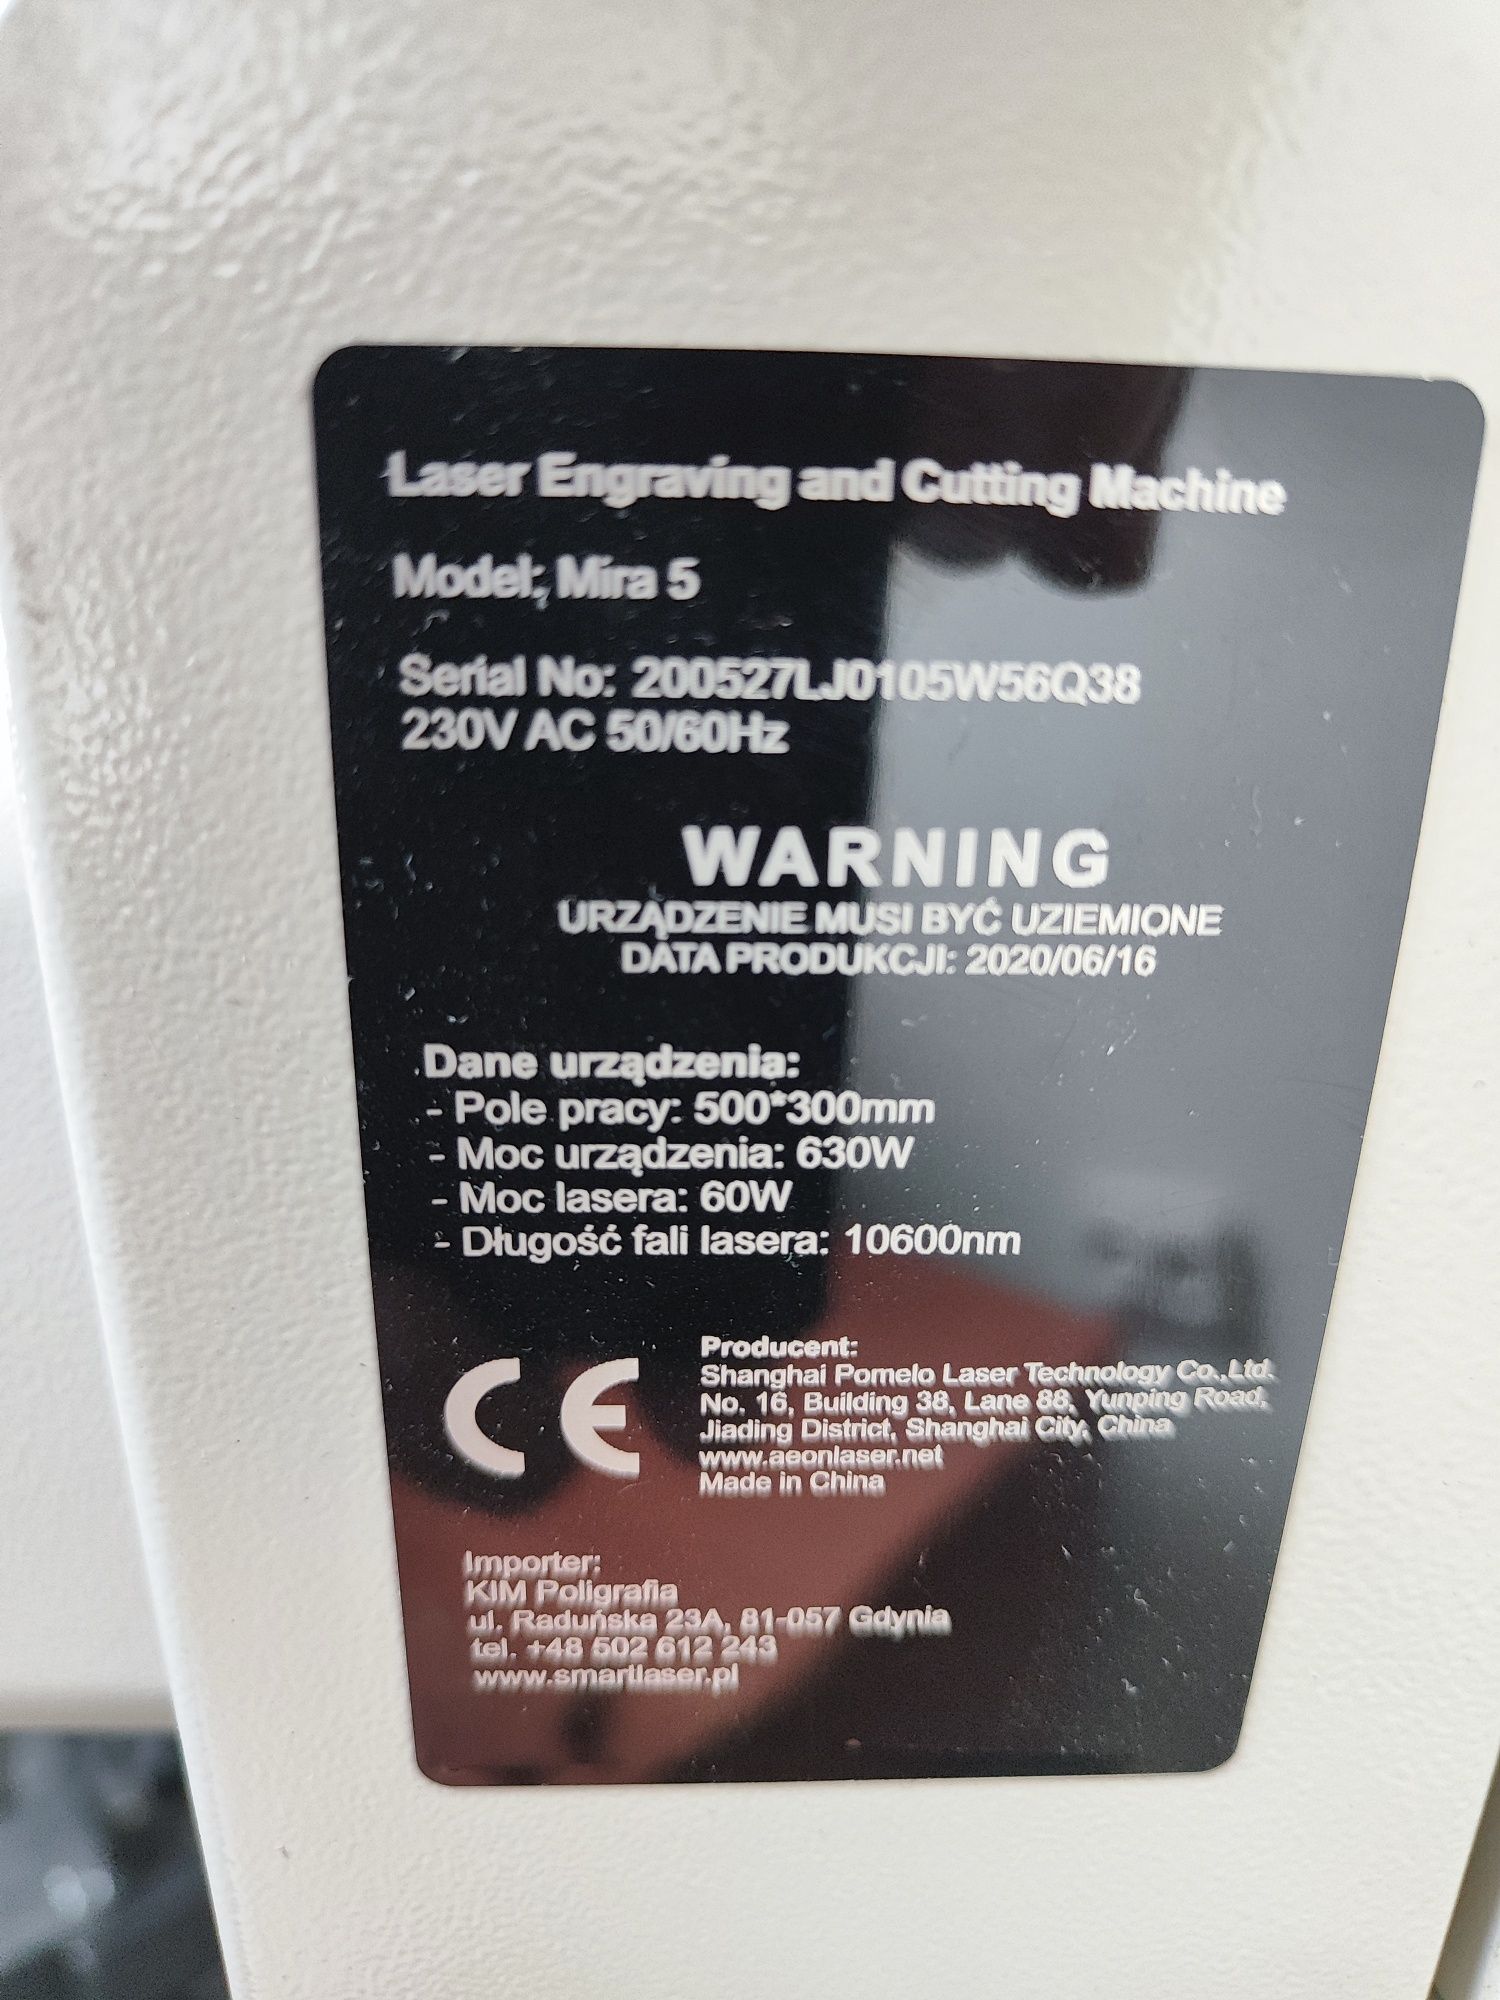 Laser Engraving and Cutting Machine
Model: Mira 5
Serial No: 200527LJ0105W56Q38
230V AC 50/60Hz
WARNING
URZĄDZENIE MUSI BYĆ UZIEMIONE
DATA PRODUKCJI: 2020/06/16
Dane urządzenia:
- Pole pracy: 500*300mm
- Moc urządzenia: 630W
- Moc lasera: 60W
- Długość fali lasera: 10600nm
CE
Producent:
Shanghai Pomelo Laser Technology Co.,Ltd.
No. 16, Building 38, Lane 88, Yunping Road,
Jiading District, Shanghai City, China
www.aeonlaser.net
Made in China
Importer:
KIM Poligrafia
ul. Raduńska 23A, 81-057 Gdynia
tel. +48 502 612 243
www.smartlaser.pl